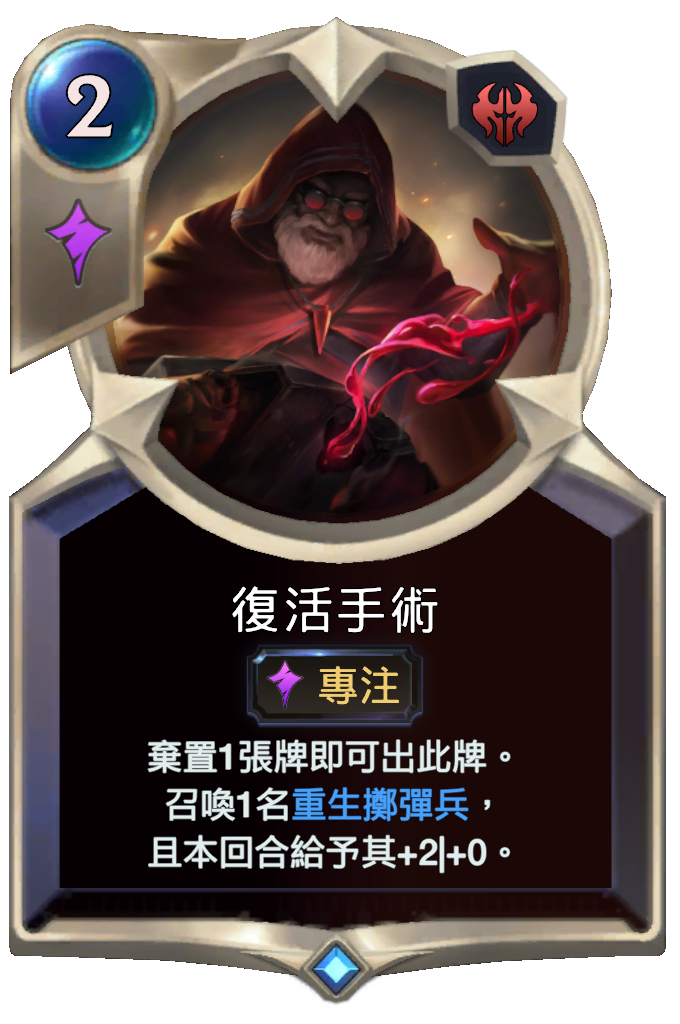 2
復活手術
專注
棄置1張牌即可出此牌。
召喚1名重生擲彈兵，
且本回合給予其+2|+0。